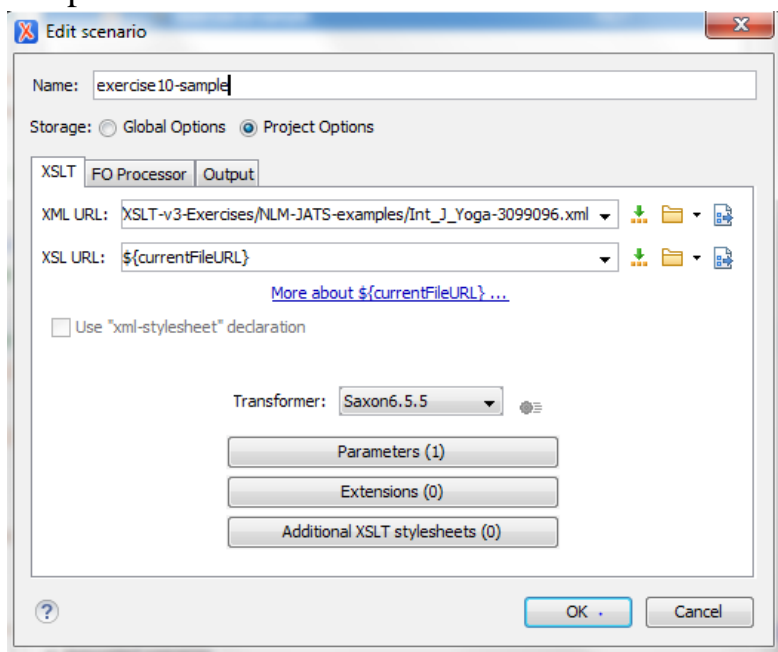 Edit scenario
Name: exercise10-sample
Storage: Global Options Project Options
XSLT FO Processor Output
XML URL: XSLT-v3-Exercises/NLM-JATS-examples/Int_J_Yoga-3099096.xml
XSL URL: ${currentFileURL}
More about ${currentFileURL} ...
Use "xml-stylesheet" declaration
Transformer: Saxon6.5.5
Parameters (1)
Extensions (0)
Additional XSLT stylesheets (0)
OK Cancel